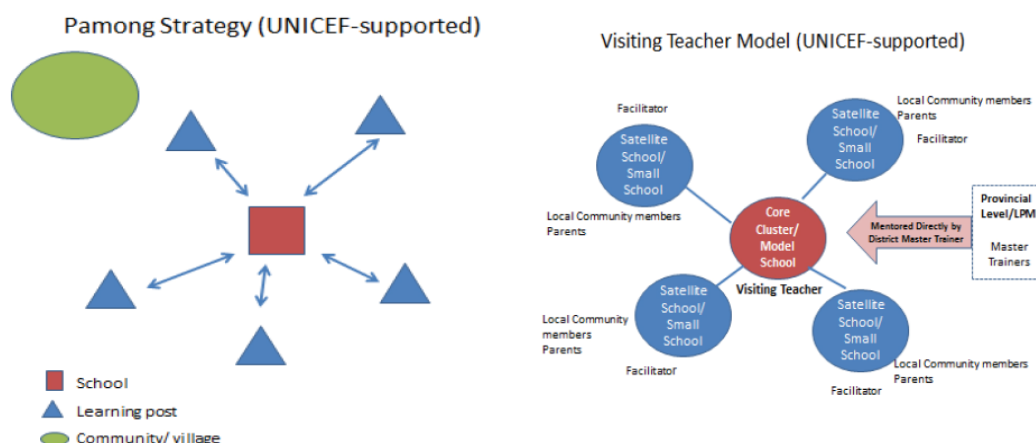 Pamong Strategy (UNICEF-supported)
School
Learning post
Community/ village
Visiting Teacher Model (UNICEF-supported)
Facilitator
Satellite
School/
Small
School
Local Community members
Parents
Local Community members
Parents
Facilitator
Satellite
School/
Small
School
Core
Cluster/
Model
School
Visiting Teacher
Mentored Directly by
District Master Trainer
Provincial
Level/LPM
Master
Trainers
Satellite
School/
Small
School
Local Community
members
Parents
Facilitator
Satellite
School/
Small
School
Local Community members
Parents
Facilitator